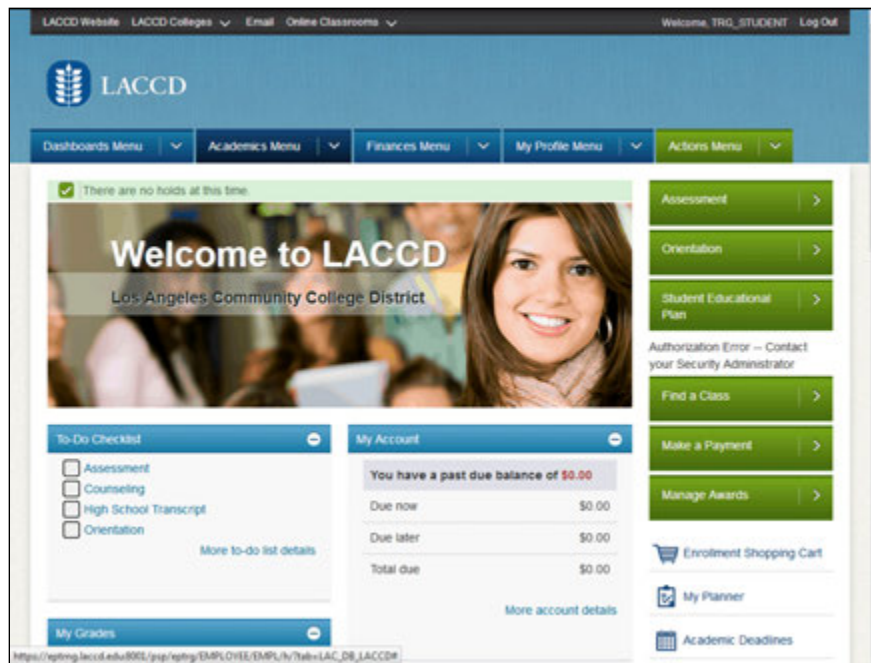 LACCD Website LACCD Colleges Email Online Classrooms Welcome, TRG_STUDENT Log Out
LACCD
Dashboards Menu Academics Menu Finances Menu My Profile Menu Actions Menu
There are no holds at this time.
Welcome to LACCD
Los Angeles Community College District
Assessment
Orientation
Student Educational
Plan
Authorization Error -- Contact
your Security Administrator
Find a Class
Make a Payment
Manage Awards
To-Do Checklist
Assessment
Counseling
High School Transcript
Orientation
More to-do list details
My Account
You have a past due balance of $0.00
Due now $0.00
Due later $0.00
Total due $0.00
More account details
Enrollment Shopping Cart
My Planner
Academic Deadlines
My Grades
https://eptrng.laccd.edu:8001/psp/eptrg/EMPLOYEE/EMPL/h/?tab=LAC_DB_LACCD#